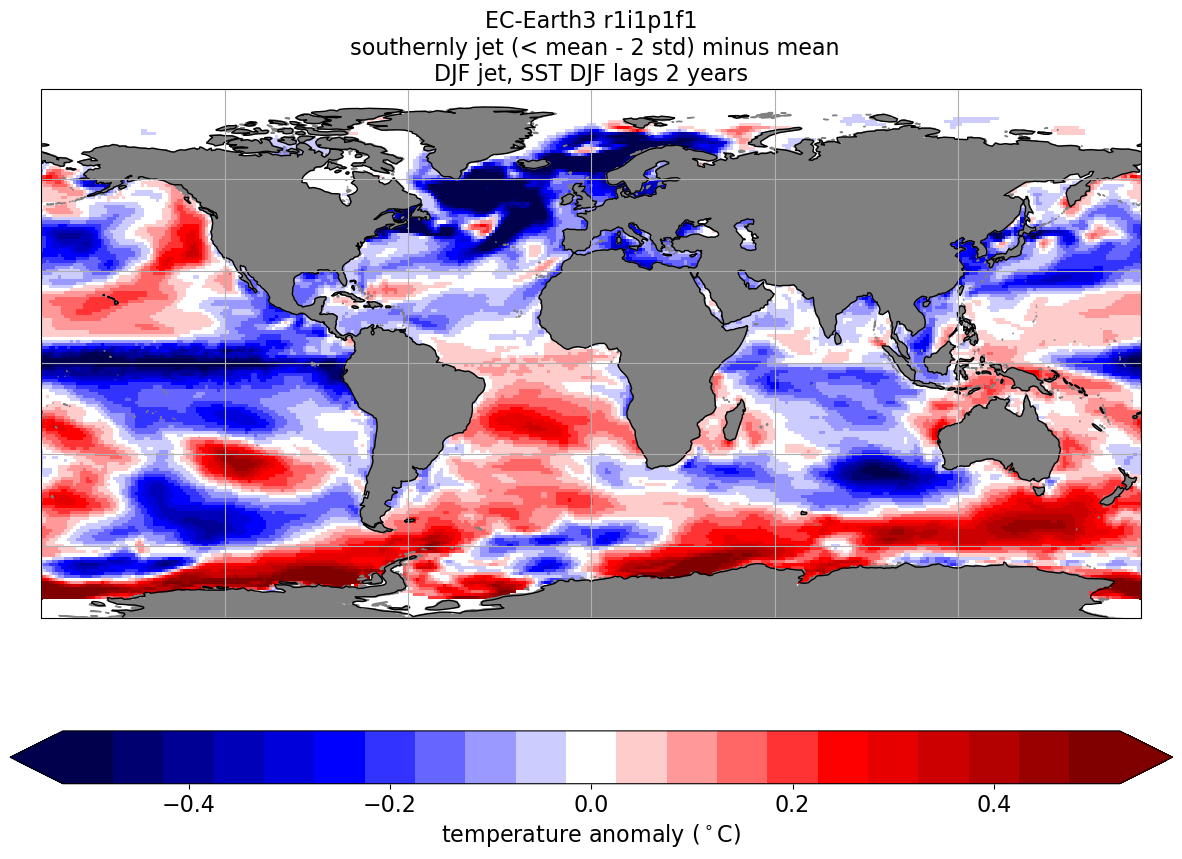 EC-Earth3 r1i1p1f1
southernly jet (< mean - 2 std) minus mean
DJF jet, SST DJF lags 2 years
−0.4 −0.2 0.0 0.2 0.4
temperature anomaly (°C)